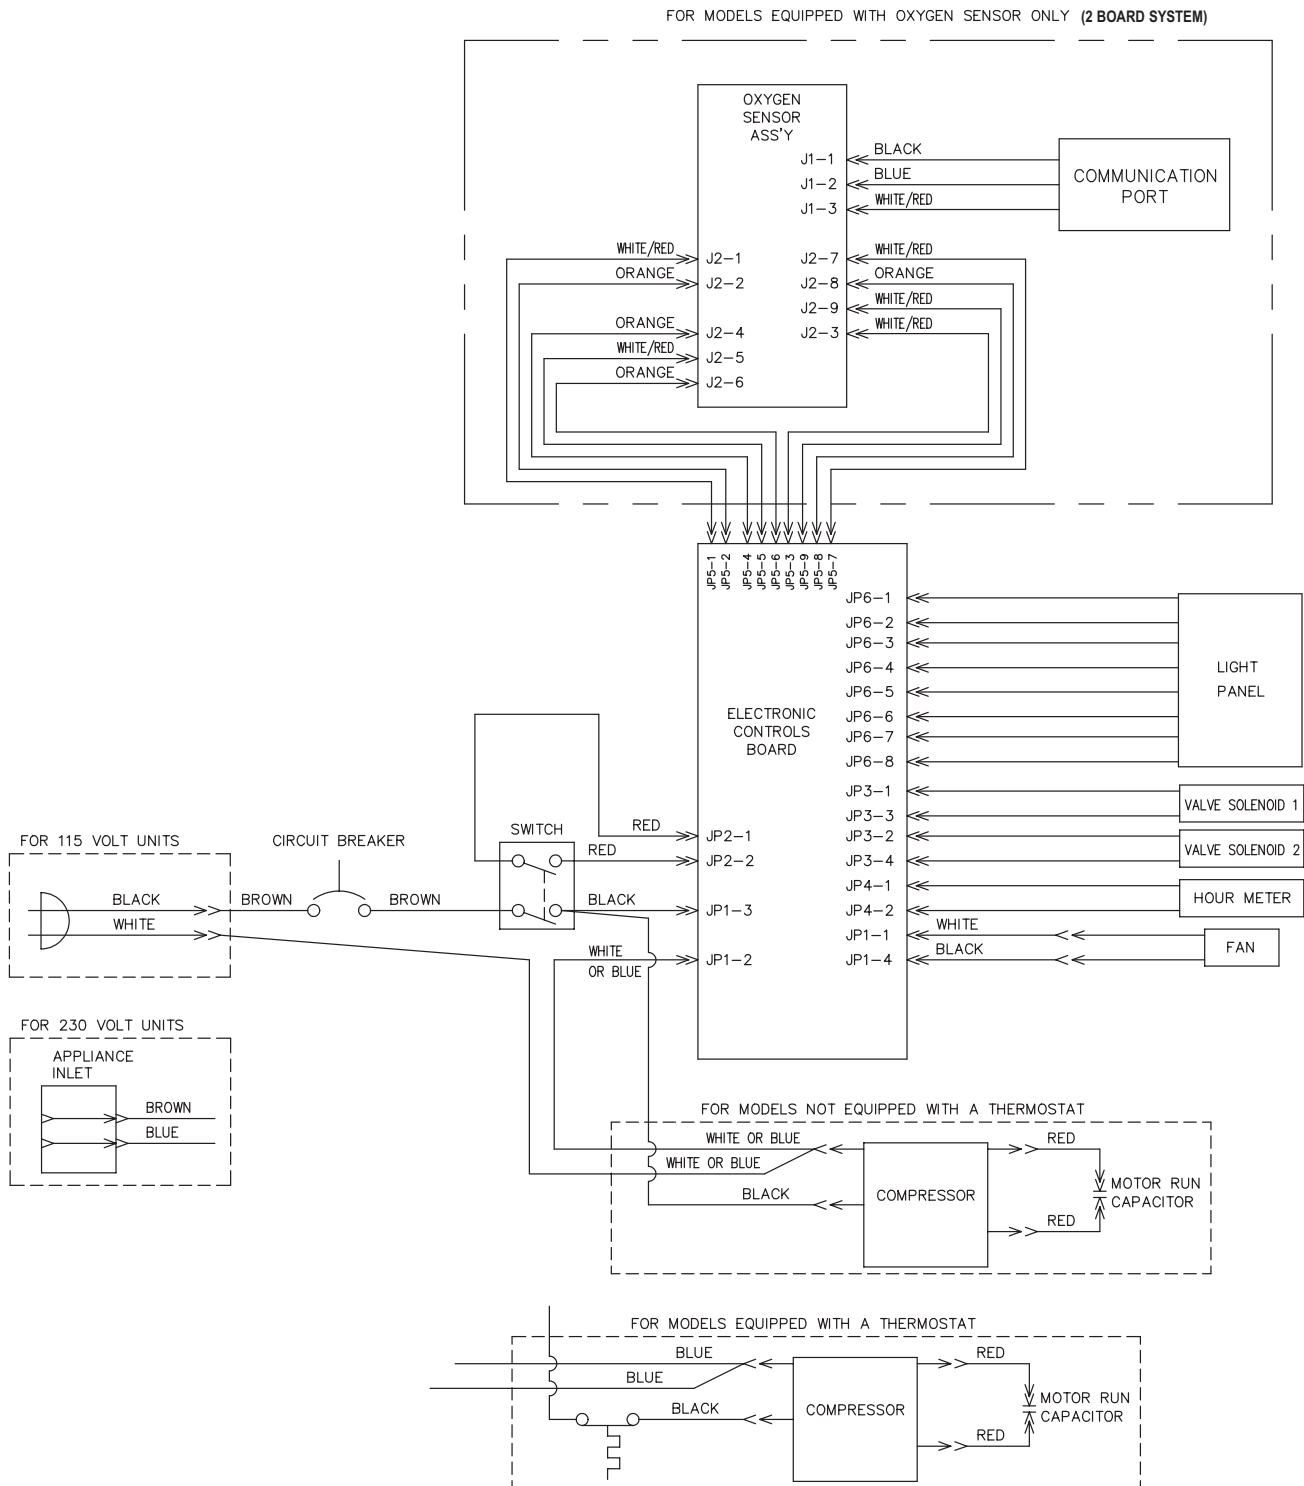 FOR MODELS EQUIPPED WITH OXYGEN SENSOR ONLY (2 BOARD SYSTEM)
OXYGEN
SENSOR
ASS'Y
J1-1
BLACK
J1-2
BLUE
J1-3
WHITE/RED
COMMUNICATION
PORT
WHITE/RED
J2-1
ORANGE
J2-2
ORANGE
J2-4
WHITE/RED
J2-5
ORANGE
J2-6
J2-7
WHITE/RED
J2-8
ORANGE
J2-9
WHITE/RED
J2-3
WHITE/RED
JP5-1
JP5-2
JP5-4
JP5-5
JP5-6
JP5-3
JP5-9
JP5-8
JP5-7
ELECTRONIC
CONTROLS
BOARD
JP6-1
JP6-2
JP6-3
JP6-4
JP6-5
JP6-6
JP6-7
JP6-8
LIGHT
PANEL
JP3-1
JP3-3
VALVE SOLENOID 1
JP3-2
JP3-4
VALVE SOLENOID 2
JP4-1
JP4-2
HOUR METER
JP1-1
WHITE
JP1-4
BLACK
FAN
RED
JP2-1
RED
JP2-2
BLACK
JP1-3
WHITE
OR BLUE
JP1-2
SWITCH
CIRCUIT BREAKER
BROWN
BROWN
FOR 115 VOLT UNITS
BLACK
WHITE
FOR 230 VOLT UNITS
APPLIANCE
INLET
BROWN
BLUE
FOR MODELS NOT EQUIPPED WITH A THERMOSTAT
WHITE OR BLUE
WHITE OR BLUE
BLACK
COMPRESSOR
RED
RED
MOTOR RUN
CAPACITOR
FOR MODELS EQUIPPED WITH A THERMOSTAT
BLUE
BLUE
BLACK
COMPRESSOR
RED
RED
MOTOR RUN
CAPACITOR